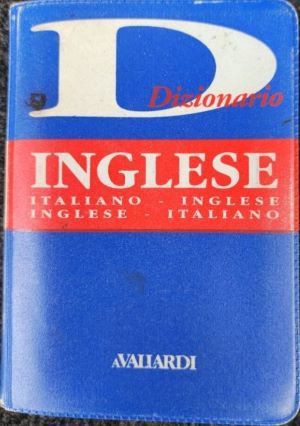 D
Dizionario
INGLESE
ITALIANO - INGLESE
INGLESE - ITALIANO
A.VALLARDI